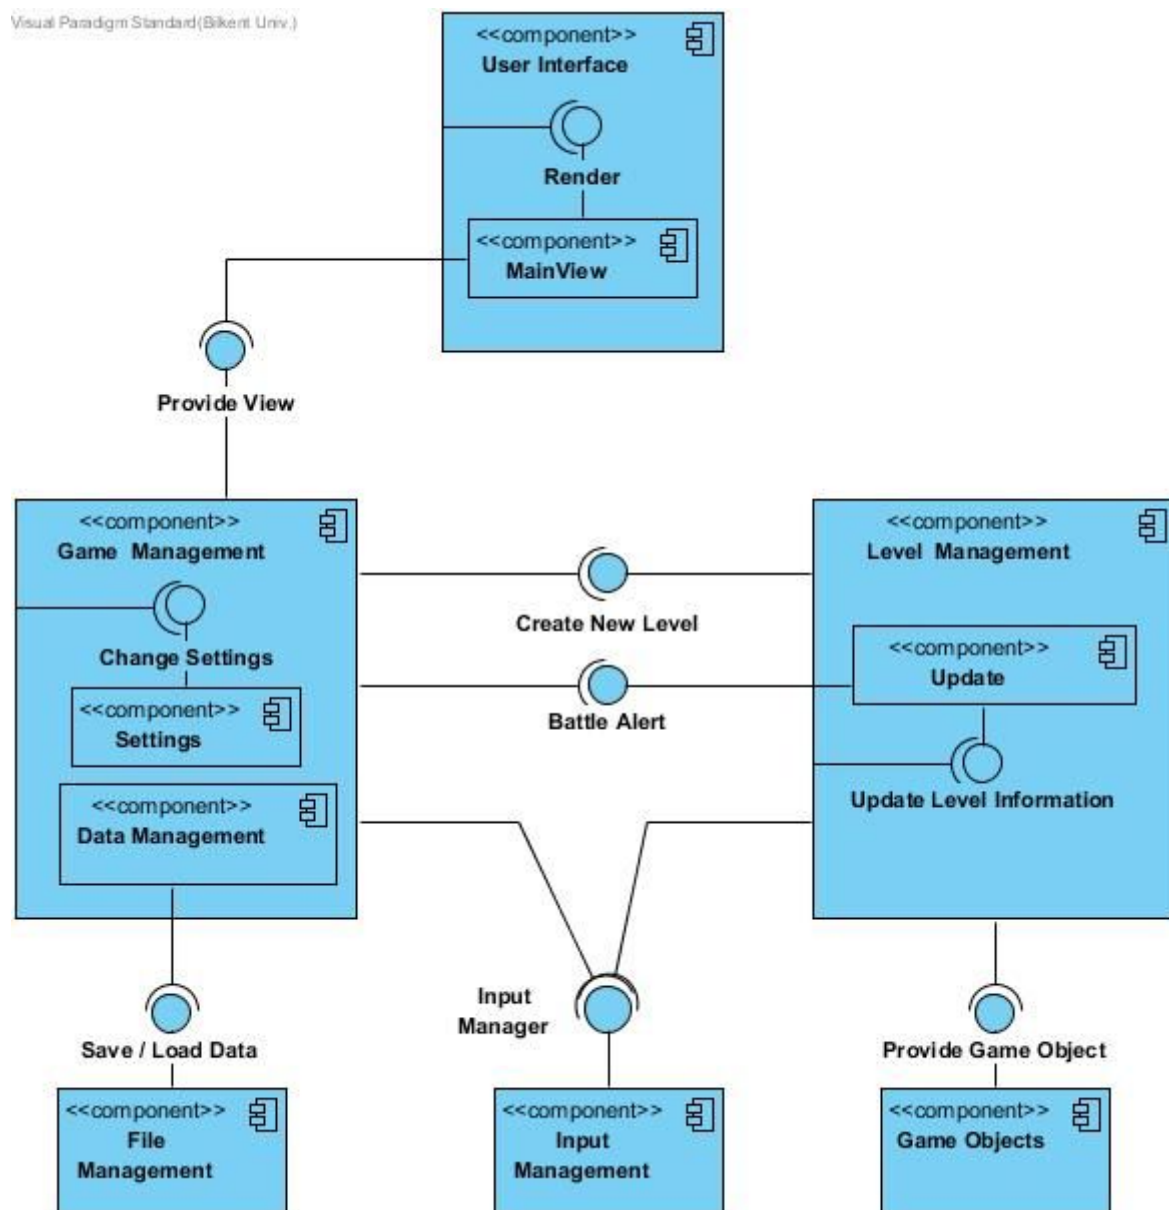 Visual Paradigm Standard(Bilkent Univ.)
<<component>>
User Interface
Render
<<component>>
MainView
Provide View
<<component>>
Game Management
Change Settings
<<component>>
Settings
<<component>>
Data Management
Create New Level
Battle Alert
<<component>>
Level Management
<<component>>
Update
Update Level Information
Save / Load Data
Input
Manager
Provide Game Object
<<component>>
File
Management
<<component>>
Input
Management
<<component>>
Game Objects